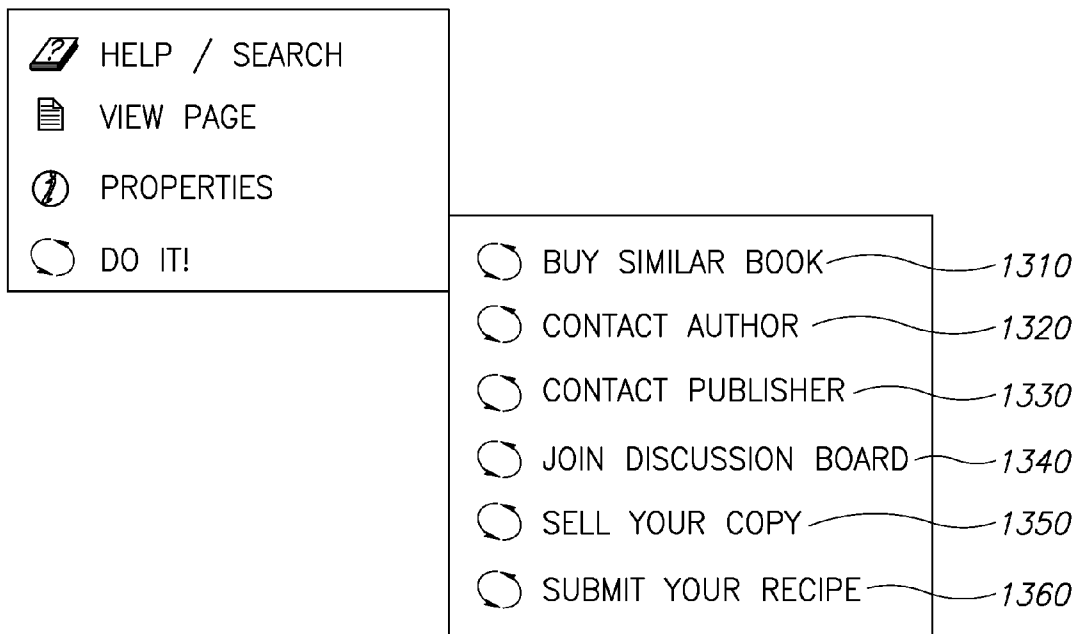 HELP / SEARCH
VIEW PAGE
PROPERTIES
DO IT!
BUY SIMILAR BOOK 1310
CONTACT AUTHOR 1320
CONTACT PUBLISHER 1330
JOIN DISCUSSION BOARD 1340
SELL YOUR COPY 1350
SUBMIT YOUR RECIPE 1360